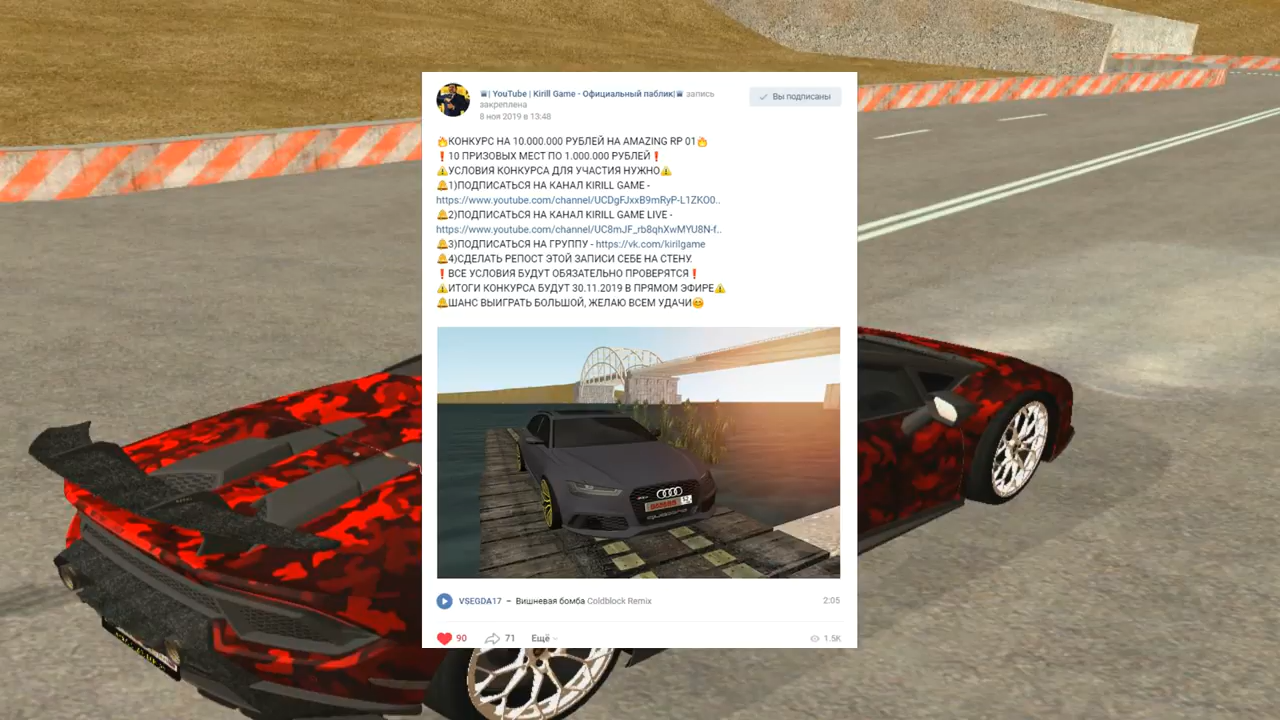 ♛| YouTube | Kirill Game - Официальный паблик|♛ запись
закреплена
8 ноя 2019 в 13:48
Вы подписаны
🔥КОНКУРС НА 10.000.000 РУБЛЕЙ НА AMAZING RP 01🔥
❗10 ПРИЗОВЫХ МЕСТ ПО 1.000.000 РУБЛЕЙ❗
⚠УСЛОВИЯ КОНКУРСА ДЛЯ УЧАСТИЯ НУЖНО⚠
🔔1)ПОДПИСАТЬСЯ НА КАНАЛ KIRILL GAME -
https://www.youtube.com/channel/UCDgFJxxB9mRyP-L1ZKO0..
🔔2)ПОДПИСАТЬСЯ НА КАНАЛ KIRILL GAME LIVE -
https://www.youtube.com/channel/UC8mJF_rb8qhXwMYU8N-f..
🔔3)ПОДПИСАТЬСЯ НА ГРУППУ - https://vk.com/kirilgame
🔔4)СДЕЛАТЬ РЕПОСТ ЭТОЙ ЗАПИСИ СЕБЕ НА СТЕНУ.
❗ВСЕ УСЛОВИЯ БУДУТ ОБЯЗАТЕЛЬНО ПРОВЕРЯТСЯ❗
⚠ИТОГИ КОНКУРСА БУДУТ 30.11.2019 В ПРЯМОМ ЭФИРЕ⚠
🔔ШАНС ВЫИГРАТЬ БОЛЬШОЙ, ЖЕЛАЮ ВСЕМ УДАЧИ😊
quattro
VSEGDA17 – Вишневая бомба Coldblock Remix 2:05
90 71 Ещё 1.5K